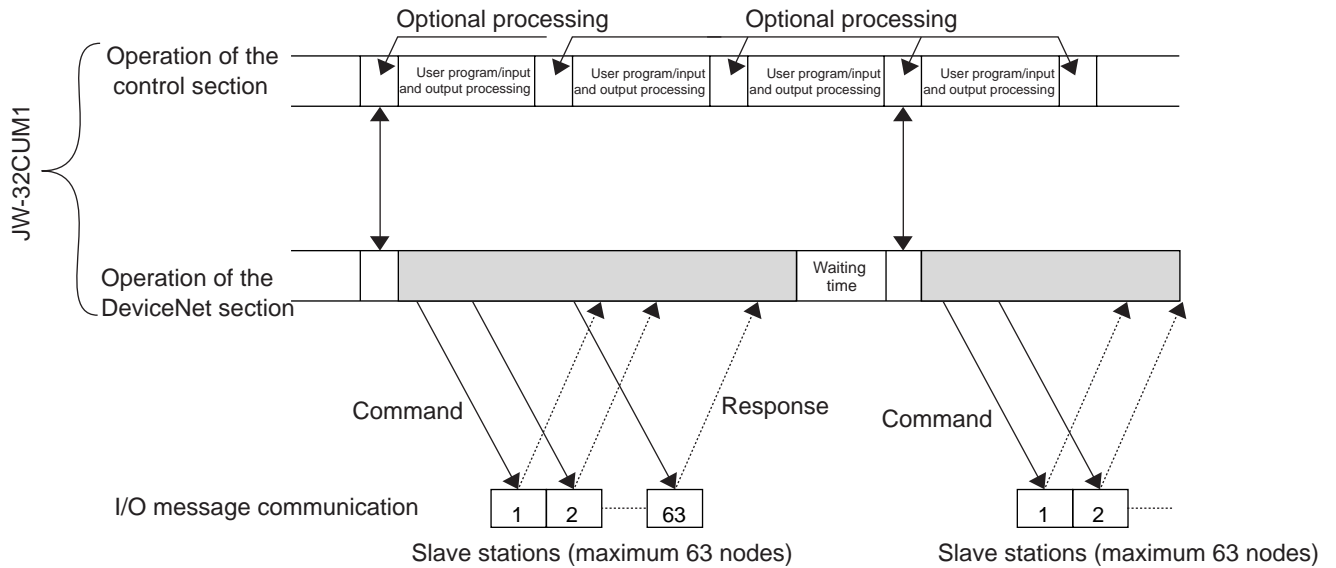 Optional processing
Optional processing
JW-32CUM1
Operation of the
control section
User program/input
and output processing
User program/input
and output processing
User program/input
and output processing
User program/input
and output processing
Operation of the
DeviceNet section
Waiting
time
Command
Response
Command
I/O message communication
1
2
63
1
2
Slave stations (maximum 63 nodes)
Slave stations (maximum 63 nodes)